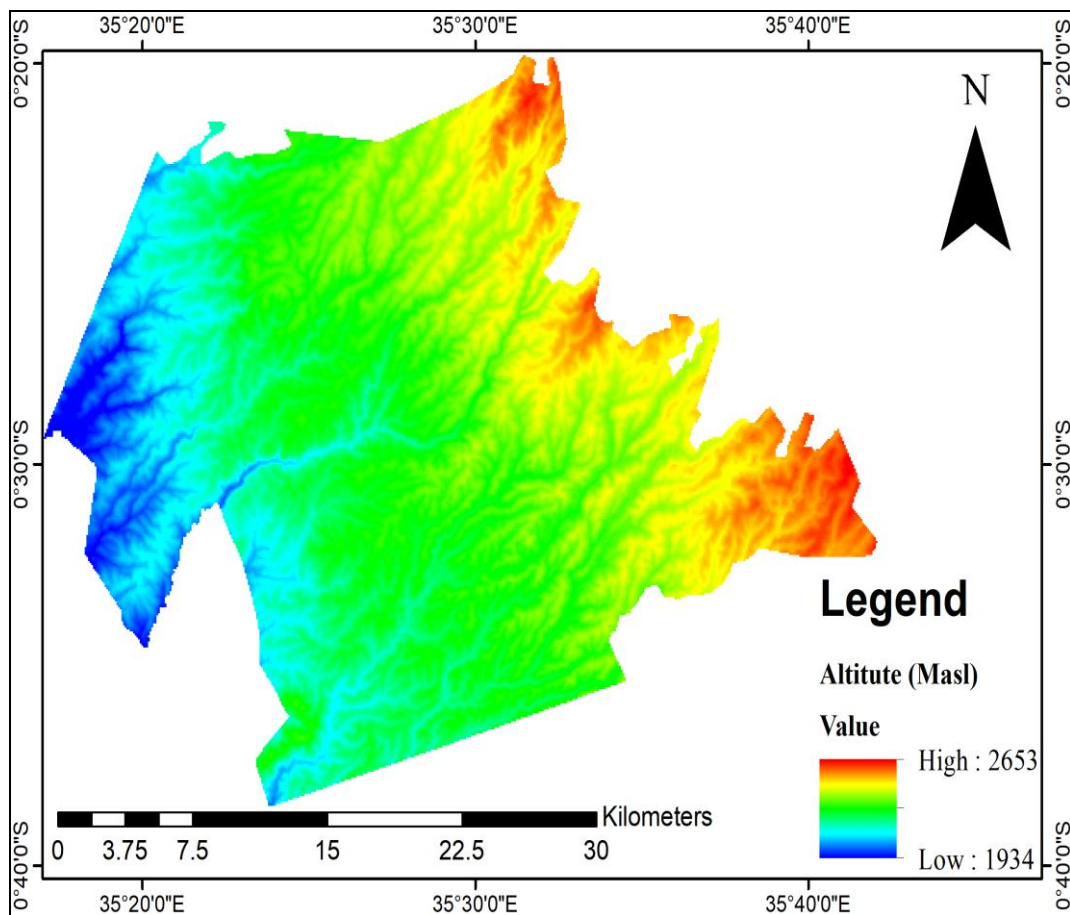 35°20'0"E 35°30'0"E 35°40'0"E
0°20'0"S 0°20'0"S
N
0°30'0"S 0°30'0"S
Legend
Altitute (Masl)
Value
High : 2653
Low : 1934
Kilometers
0 3.75 7.5 15 22.5 30
0°40'0"S 0°40'0"S
35°20'0"E 35°30'0"E 35°40'0"E